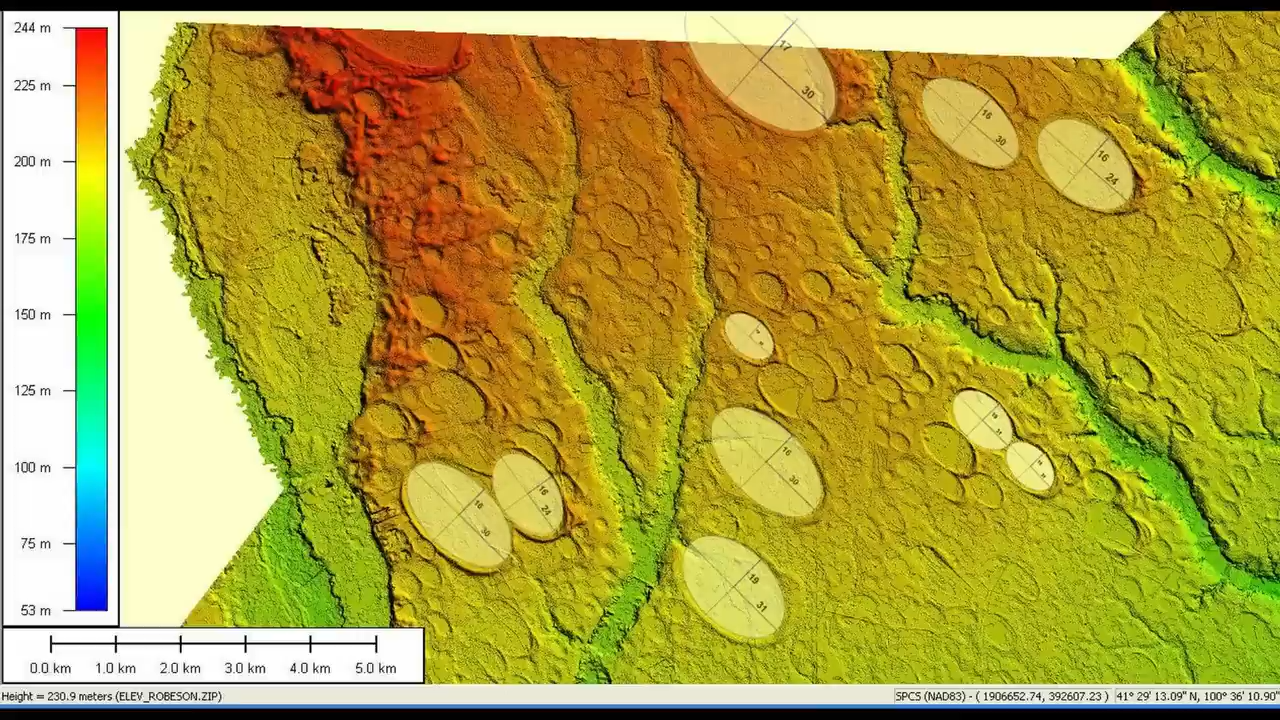 244 m
225 m
200 m
175 m
150 m
125 m
100 m
75 m
53 m
17
30
16
30
16
24
16
30
16
30
16
24
19
31
0.0 km 1.0 km 2.0 km 3.0 km 4.0 km 5.0 km
Height = 230.9 meters (ELEV_ROBESON.ZIP) SPCS (NAD83) - ( 1906652.74, 392607.23 ) 41° 29' 13.09" N, 100° 36' 10.90"